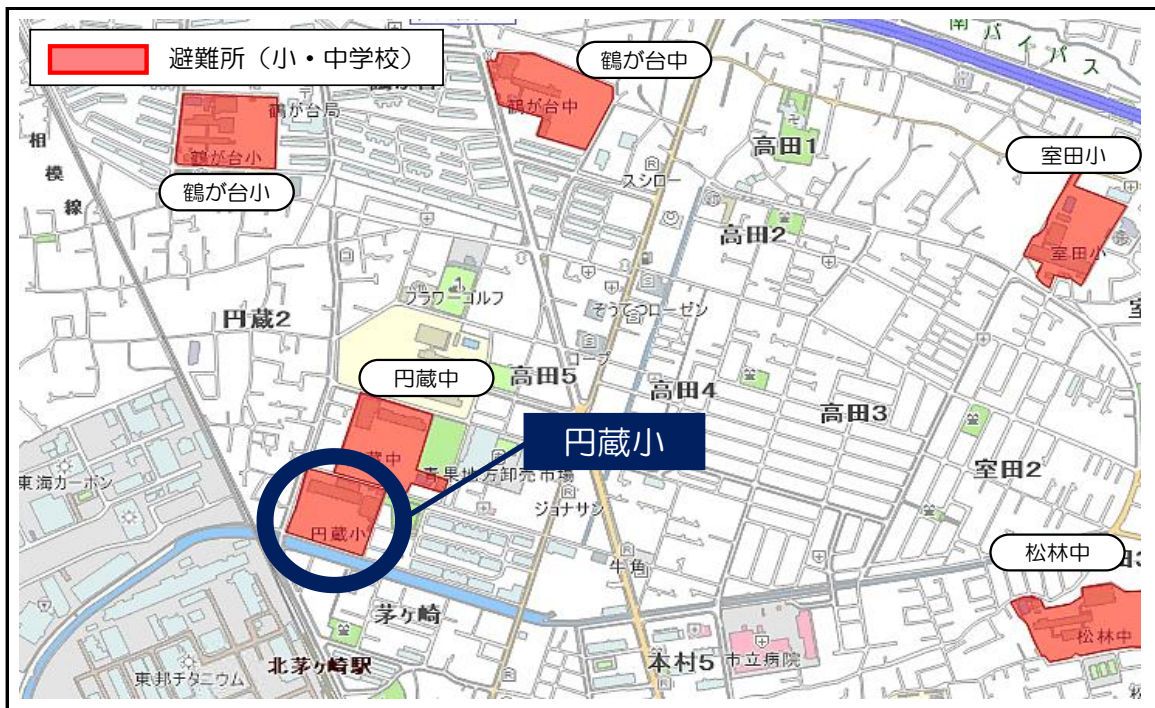 避難所（小・中学校）
南バイパス
鶴が台中
鶴が台局
鶴が台中
鶴が台小
鶴が台小
相模線
スシロー
高田1
室田小
室田小
高田2
フラワーゴルフ
そうてつローゼン
円蔵2
コープ
円蔵中
高田5
高田4
高田3
円蔵小
蔵中
青果地方卸売市場
室田2
東海カーボン
ジョナサン
円蔵小
牛角
松林中
茅ヶ崎
松林中
本村5
市立病院
北茅ヶ崎駅
東邦チタニウム